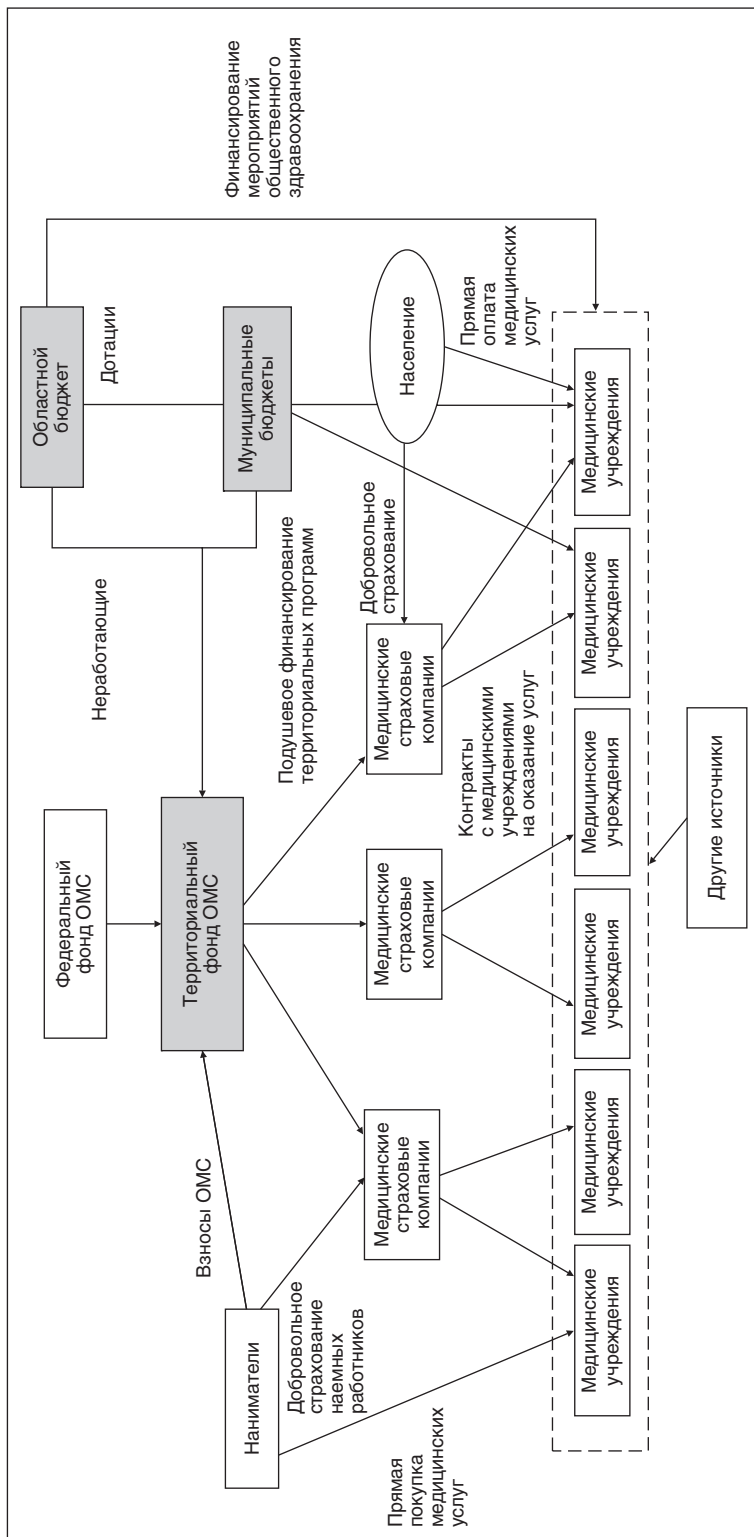 Финансирование
мероприятий
общественного
здравоохранения
Областной
бюджет
Дотации
Муниципальные
бюджеты
Население
Прямая
оплата
медицинских
услуг
Неработающие
Федеральный
фонд ОМС
Территориальный
фонд ОМС
Подушевое финансирование
территориальных программ
Добровольное
страхование
Взносы ОМС
Наниматели
Добровольное
страхование
наемных
работников
Прямая
покупка
медицинских
услуг
Медицинские
страховые
компании
Медицинские
страховые
компании
Медицинские
страховые
компании
Контракты
с медицинскими
учреждениями
на оказание услуг
Медицинские
учреждения
Медицинские
учреждения
Медицинские
учреждения
Медицинские
учреждения
Медицинские
учреждения
Медицинские
учреждения
Другие источники